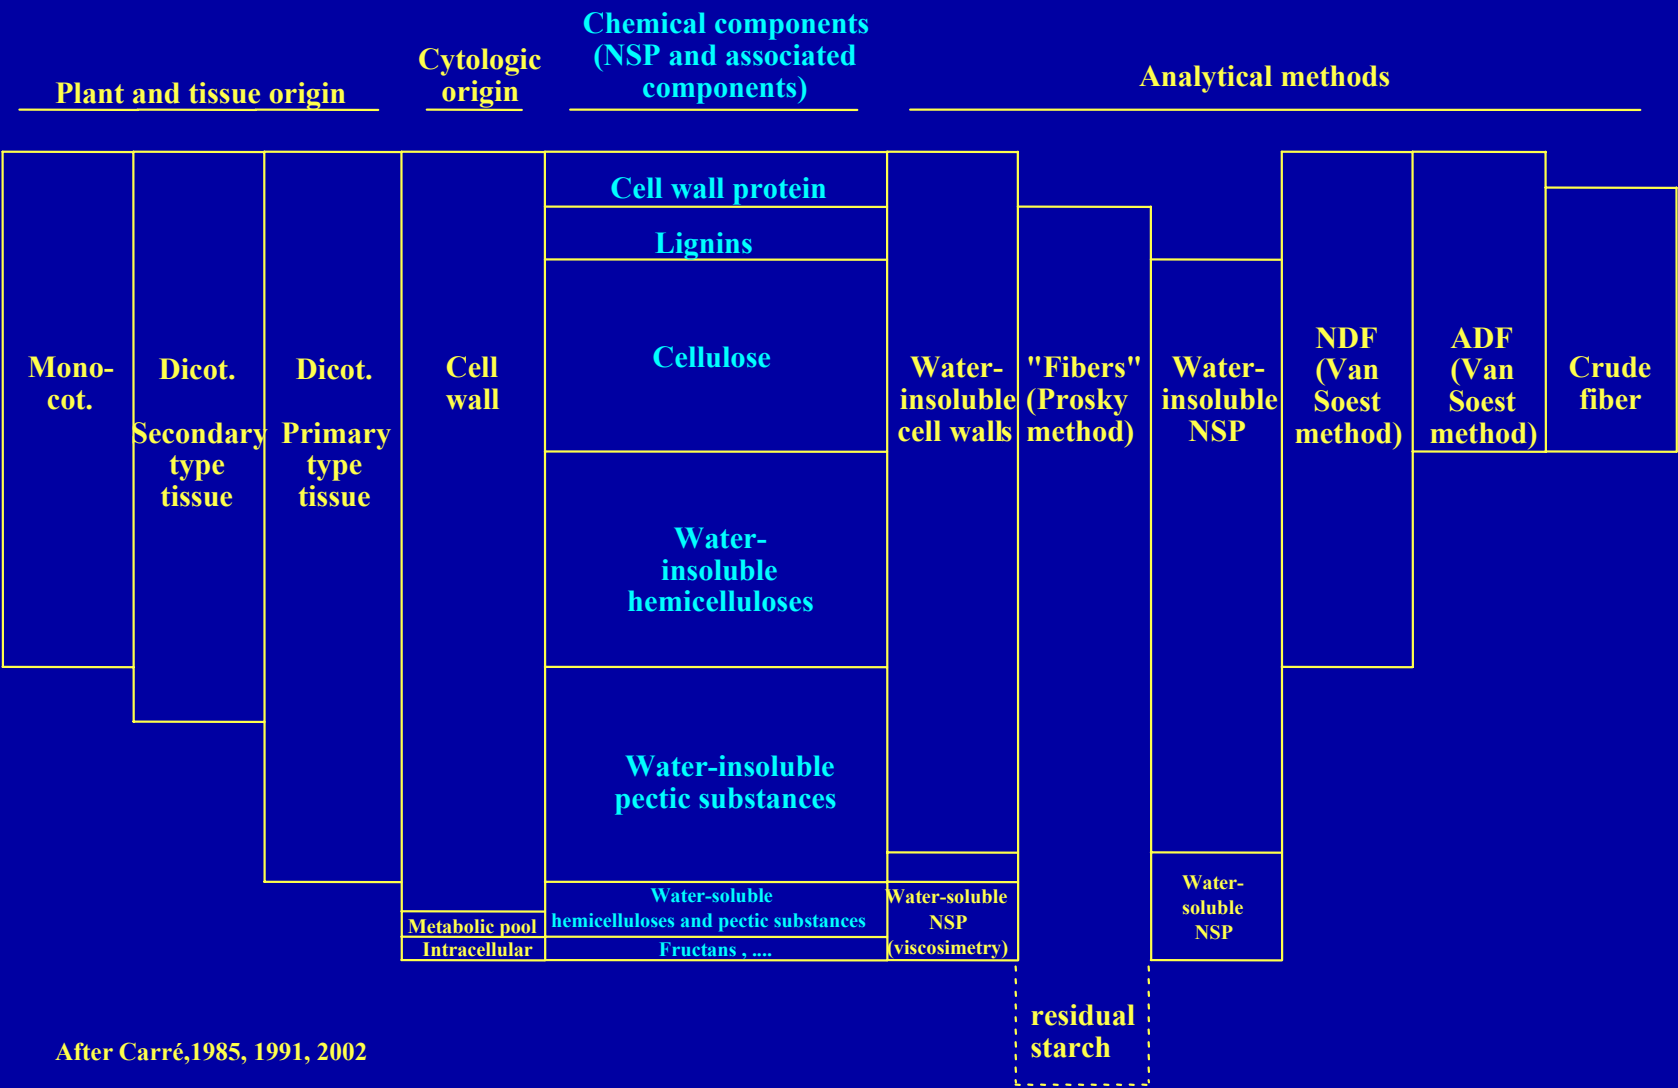 Plant and tissue origin
Cytologic
origin
Chemical components
(NSP and associated
components)
Analytical methods
Mono-
cot.
Dicot.
Secondary
type
tissue
Dicot.
Primary
type
tissue
Cell
wall
Metabolic pool
Intracellular
Cell wall protein
Lignins
Cellulose
Water-
insoluble
hemicelluloses
Water-insoluble
pectic substances
Water-soluble
hemicelluloses and pectic substances
Fructans , ....
Water-
insoluble
cell walls
Water-soluble
NSP
(viscosimetry)
"Fibers"
(Prosky
method)
residual
starch
Water-
insoluble
NSP
Water-
soluble
NSP
NDF
(Van
Soest
method)
ADF
(Van
Soest
method)
Crude
fiber
After Carré,1985, 1991, 2002